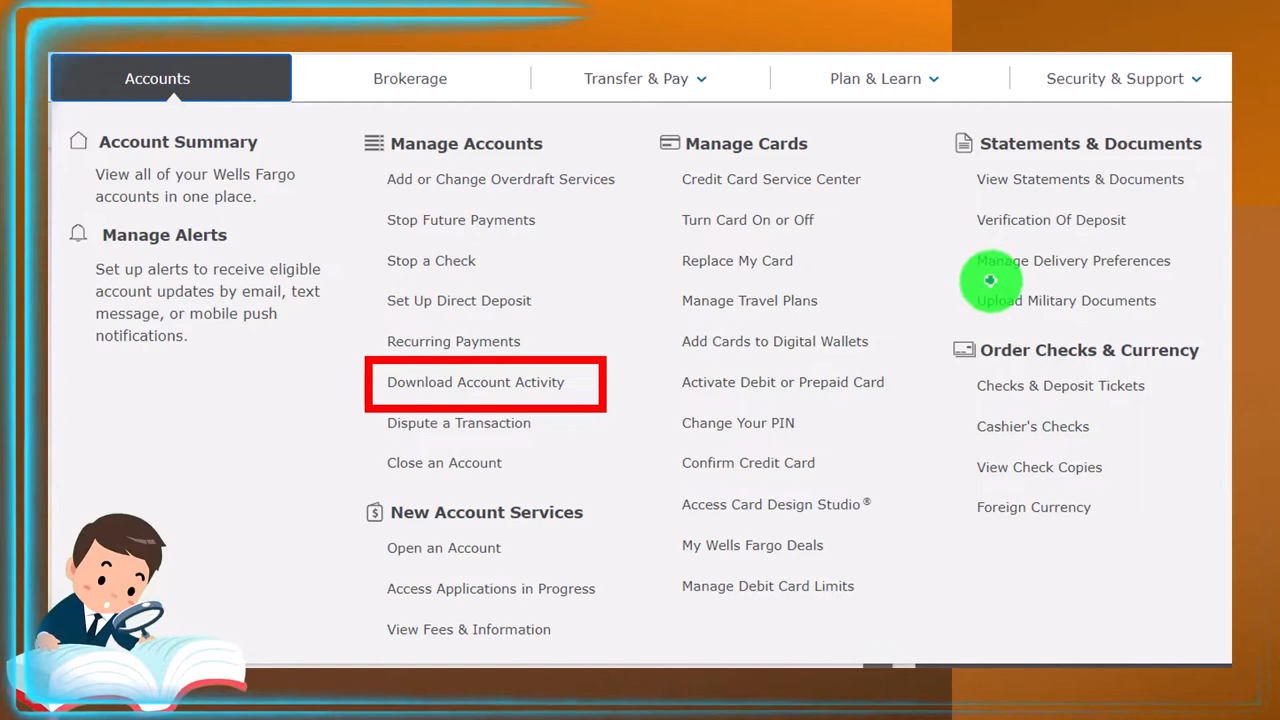 Accounts
Brokerage
Transfer & Pay
Plan & Learn
Security & Support
Account Summary
View all of your Wells Fargo
accounts in one place.
Manage Alerts
Set up alerts to receive eligible
account updates by email, text
message, or mobile push
notifications.
Manage Accounts
Add or Change Overdraft Services
Stop Future Payments
Stop a Check
Set Up Direct Deposit
Recurring Payments
Download Account Activity
Dispute a Transaction
Close an Account
New Account Services
Open an Account
Access Applications in Progress
View Fees & Information
Manage Cards
Credit Card Service Center
Turn Card On or Off
Replace My Card
Manage Travel Plans
Add Cards to Digital Wallets
Activate Debit or Prepaid Card
Change Your PIN
Confirm Credit Card
Access Card Design Studio®
My Wells Fargo Deals
Manage Debit Card Limits
Statements & Documents
View Statements & Documents
Verification Of Deposit
Manage Delivery Preferences
Upload Military Documents
Order Checks & Currency
Checks & Deposit Tickets
Cashier's Checks
View Check Copies
Foreign Currency